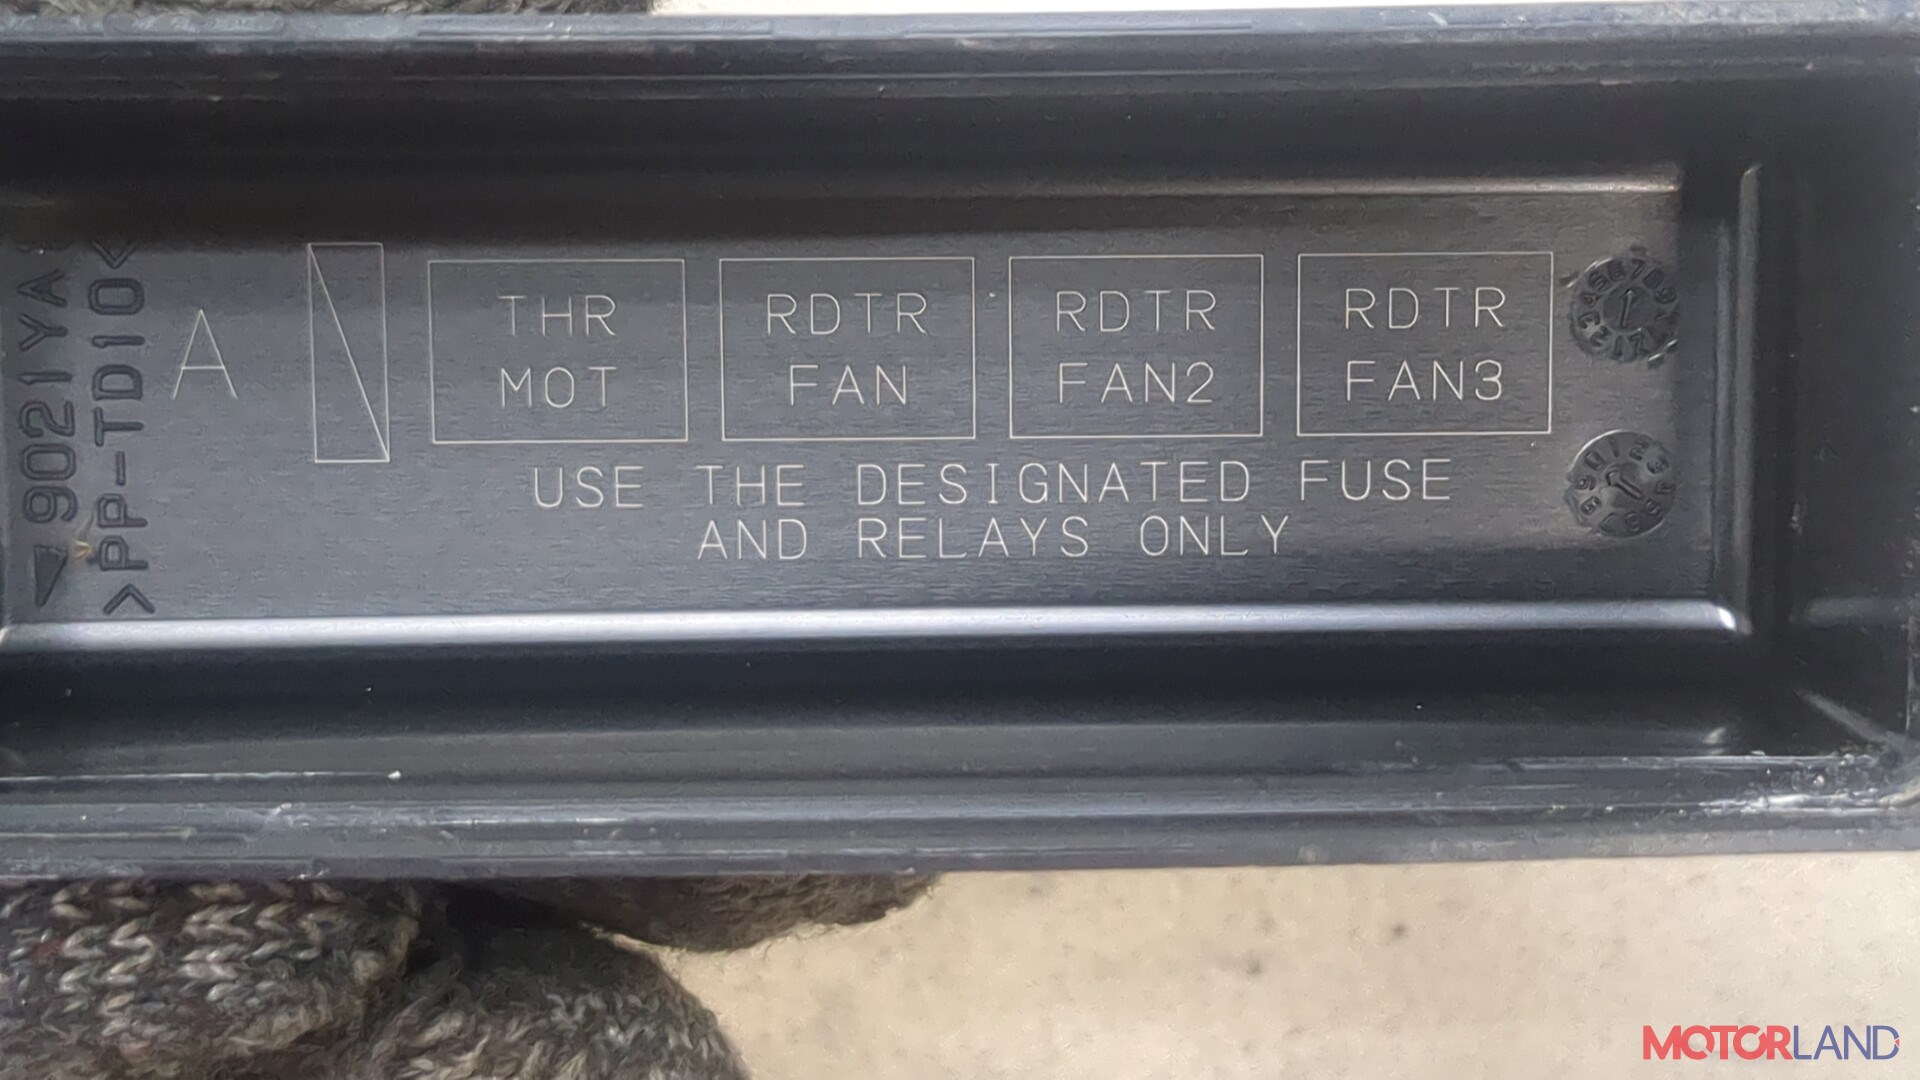 9021YA
>PP-TD10<
A
THR
MOT
RDTR
FAN
RDTR
FAN2
RDTR
FAN3
USE THE DESIGNATED FUSE
AND RELAYS ONLY
MOTORLAND